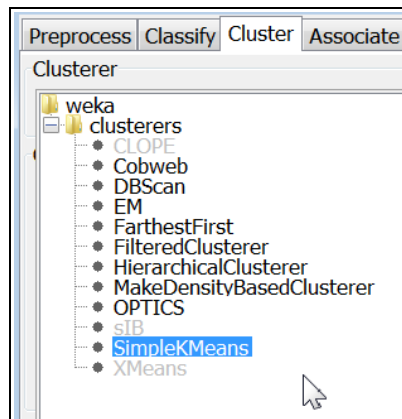 Preprocess Classify Cluster Associate
Clusterer
weka
clusterers
CLOPE
Cobweb
DBScan
EM
FarthestFirst
FilteredClusterer
HierarchicalClusterer
MakeDensityBasedClusterer
OPTICS
sIB
SimpleKMeans
XMeans